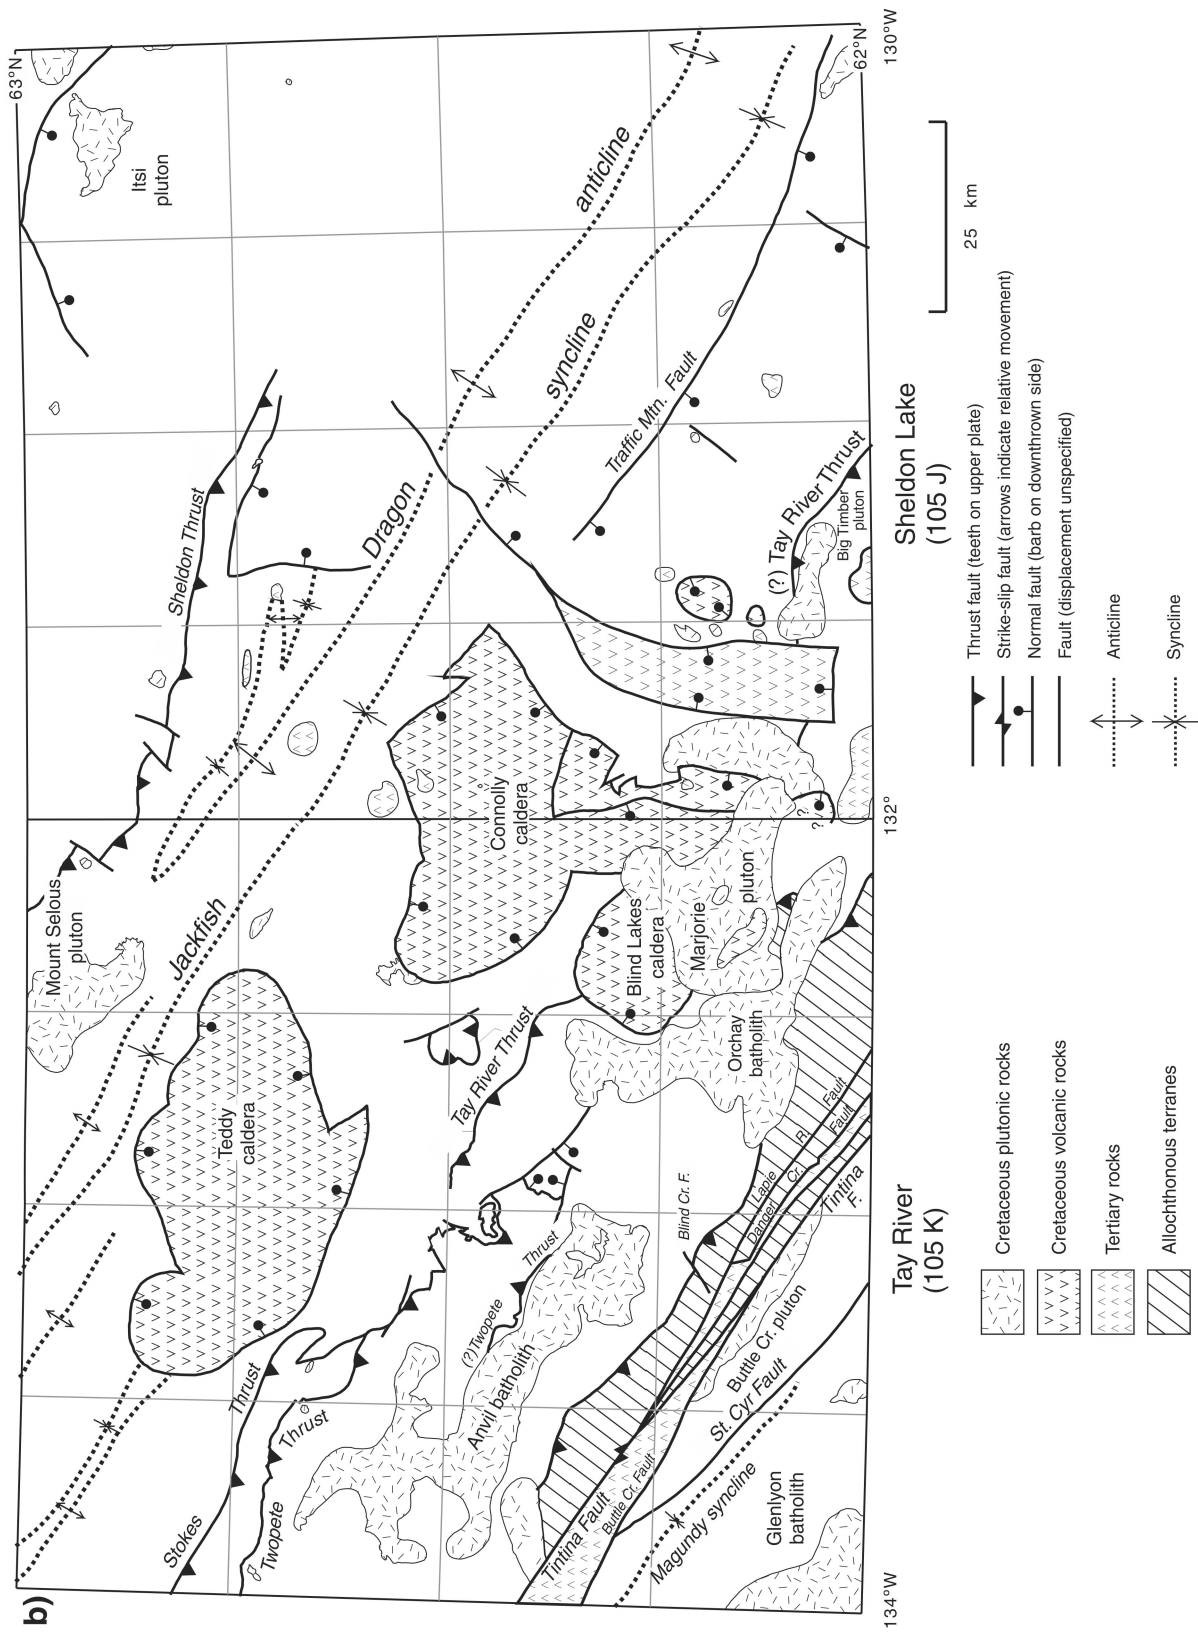 b)
63°N
62°N
130°W
132°
134°W
Itsi
pluton
anticline
syncline
Traffic Mtn. Fault
Sheldon Thrust
Dragon
(?) Tay River Thrust
Big Timber
pluton
Mount Selous
pluton
Jackfish
Connolly
caldera
Blind Lakes
caldera
Marjorie
pluton
Teddy
caldera
Tay River Thrust
Orchay
batholith
Stokes
Thrust
Twopete
Thrust
(?)Twopete
Thrust
Anvil batholith
Blind Cr. F.
Lapie
R.
Fault
Danger
Cr.
Fault
Tintina
F.
Buttle Cr. pluton
St. Cyr Fault
Tintina Fault
Buttle Cr. Fault
Magundy syncline
Glenlyon
batholith
?
?
Tay River
(105 K)
Sheldon Lake
(105 J)
25 km
Cretaceous plutonic rocks
Cretaceous volcanic rocks
Tertiary rocks
Allochthonous terranes
Thrust fault (teeth on upper plate)
Strike-slip fault (arrows indicate relative movement)
Normal fault (barb on downthrown side)
Fault (displacement unspecified)
Anticline
Syncline